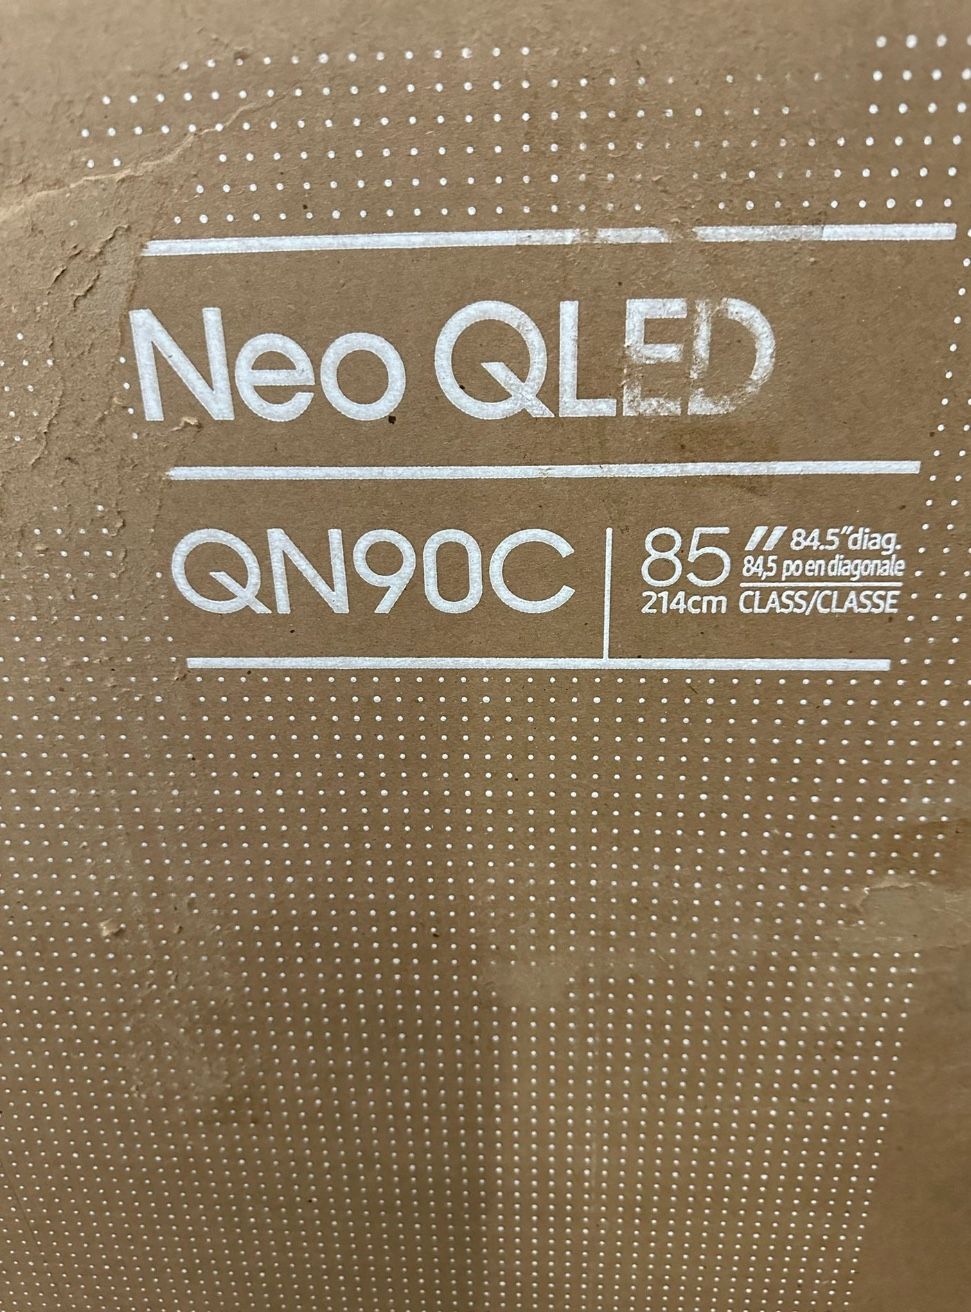 Neo QLED
QN90C
85" 84.5"diag.
84,5 po en diagonale
214cm CLASS/CLASSE